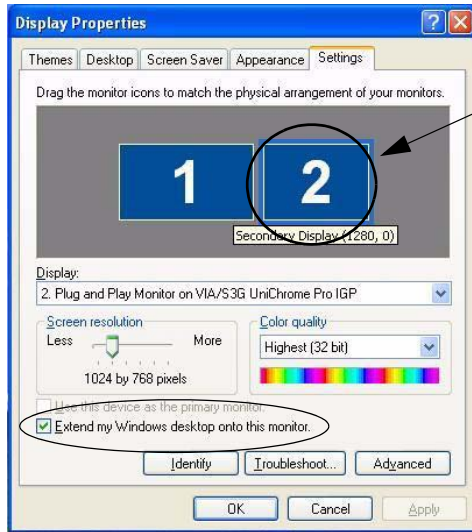 Display Properties
Themes Desktop Screen Saver Appearance Settings
Drag the monitor icons to match the physical arrangement of your monitors.
1 2
Secondary Display (1280, 0)
Display:
2. Plug and Play Monitor on VIA/S3G UniChrome Pro IGP
Screen resolution Color quality
Less More Highest (32 bit)
1024 by 768 pixels
Use this device as the primary monitor.
Extend my Windows desktop onto this monitor.
Identify Troubleshoot... Advanced
OK Cancel Apply